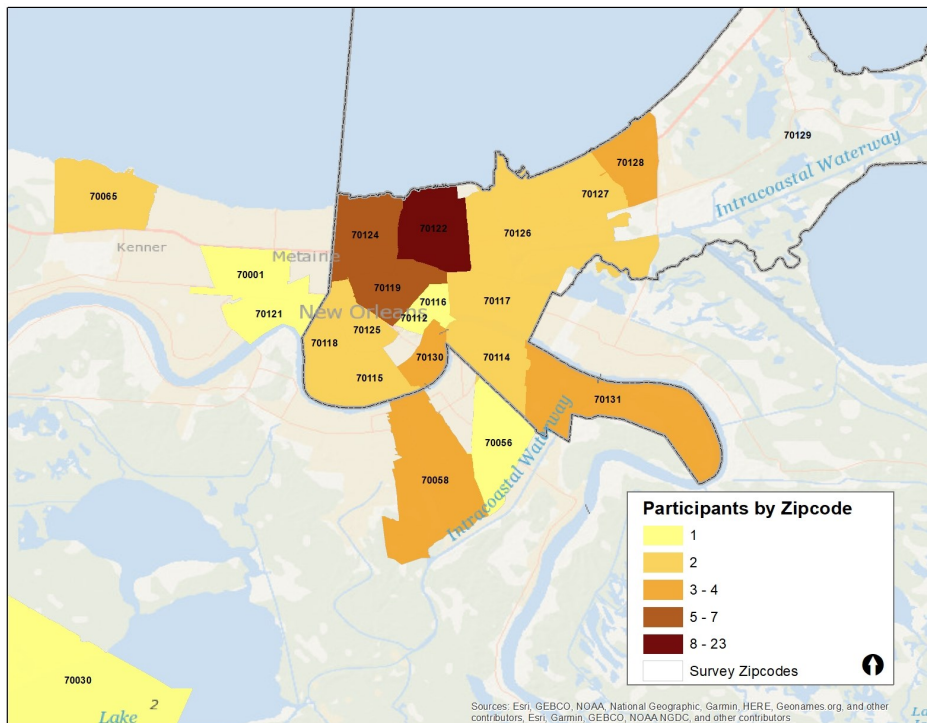 70129
70128
Intracoastal Waterway
70065
70127
70124
70122
70126
Kenner
Metairie
70001
70119
70116
70117
70121
New Orleans
70112
70125
70118
70130
70114
70115
70131
70056
70058
Intracoastal Waterway
70030
2
Lake
Participants by Zipcode
1
2
3 - 4
5 - 7
8 - 23
Survey Zipcodes
Sources: Esri, GEBCO, NOAA, National Geographic, Garmin, HERE, Geonames.org, and other
contributors, Esri, Garmin, GEBCO, NOAA NGDC, and other contributors